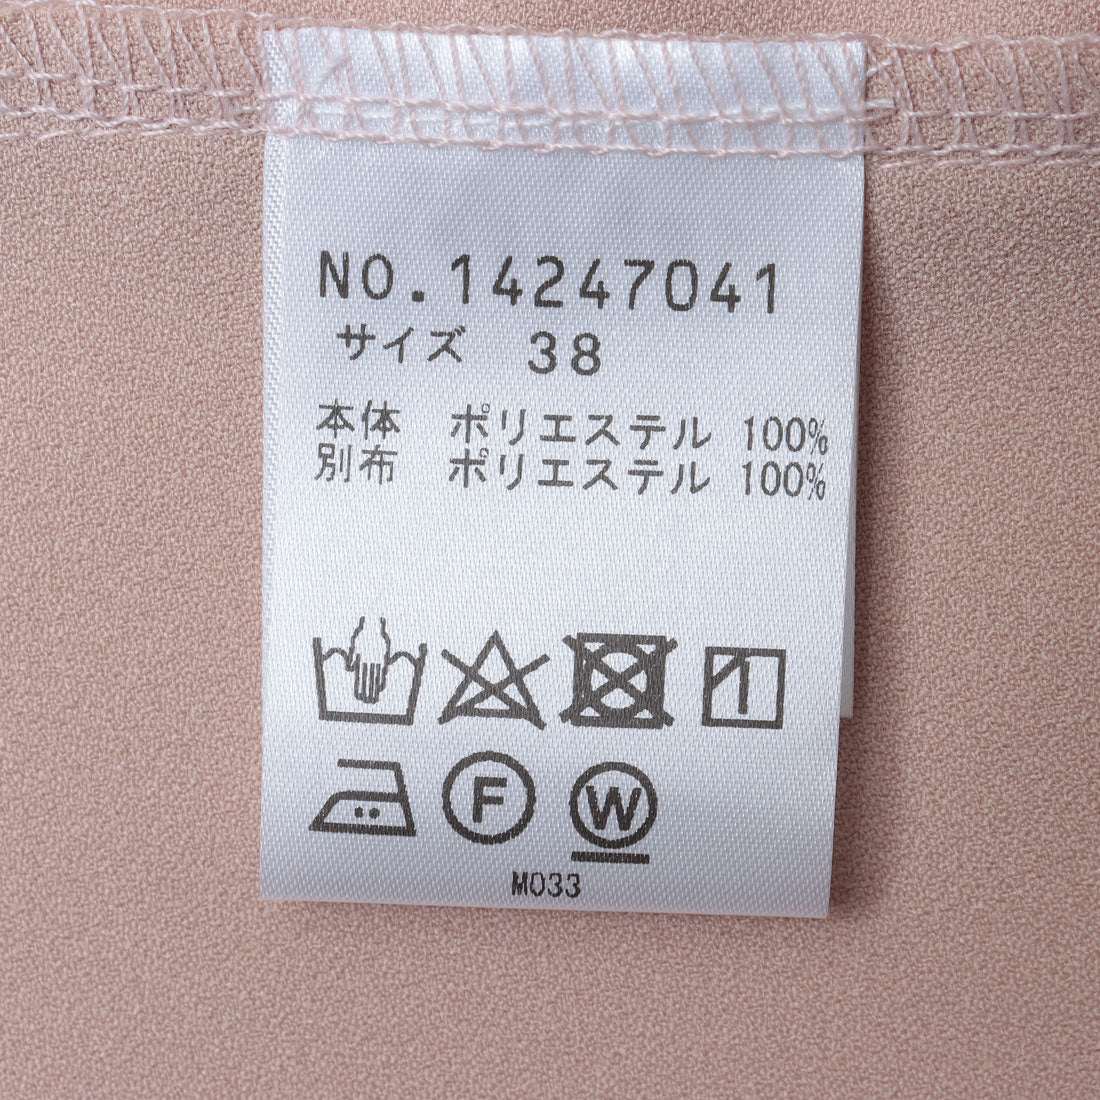 NO.14247041
サイズ 38
本体 ポリエステル 100%
別布 ポリエステル 100%
F W
M033